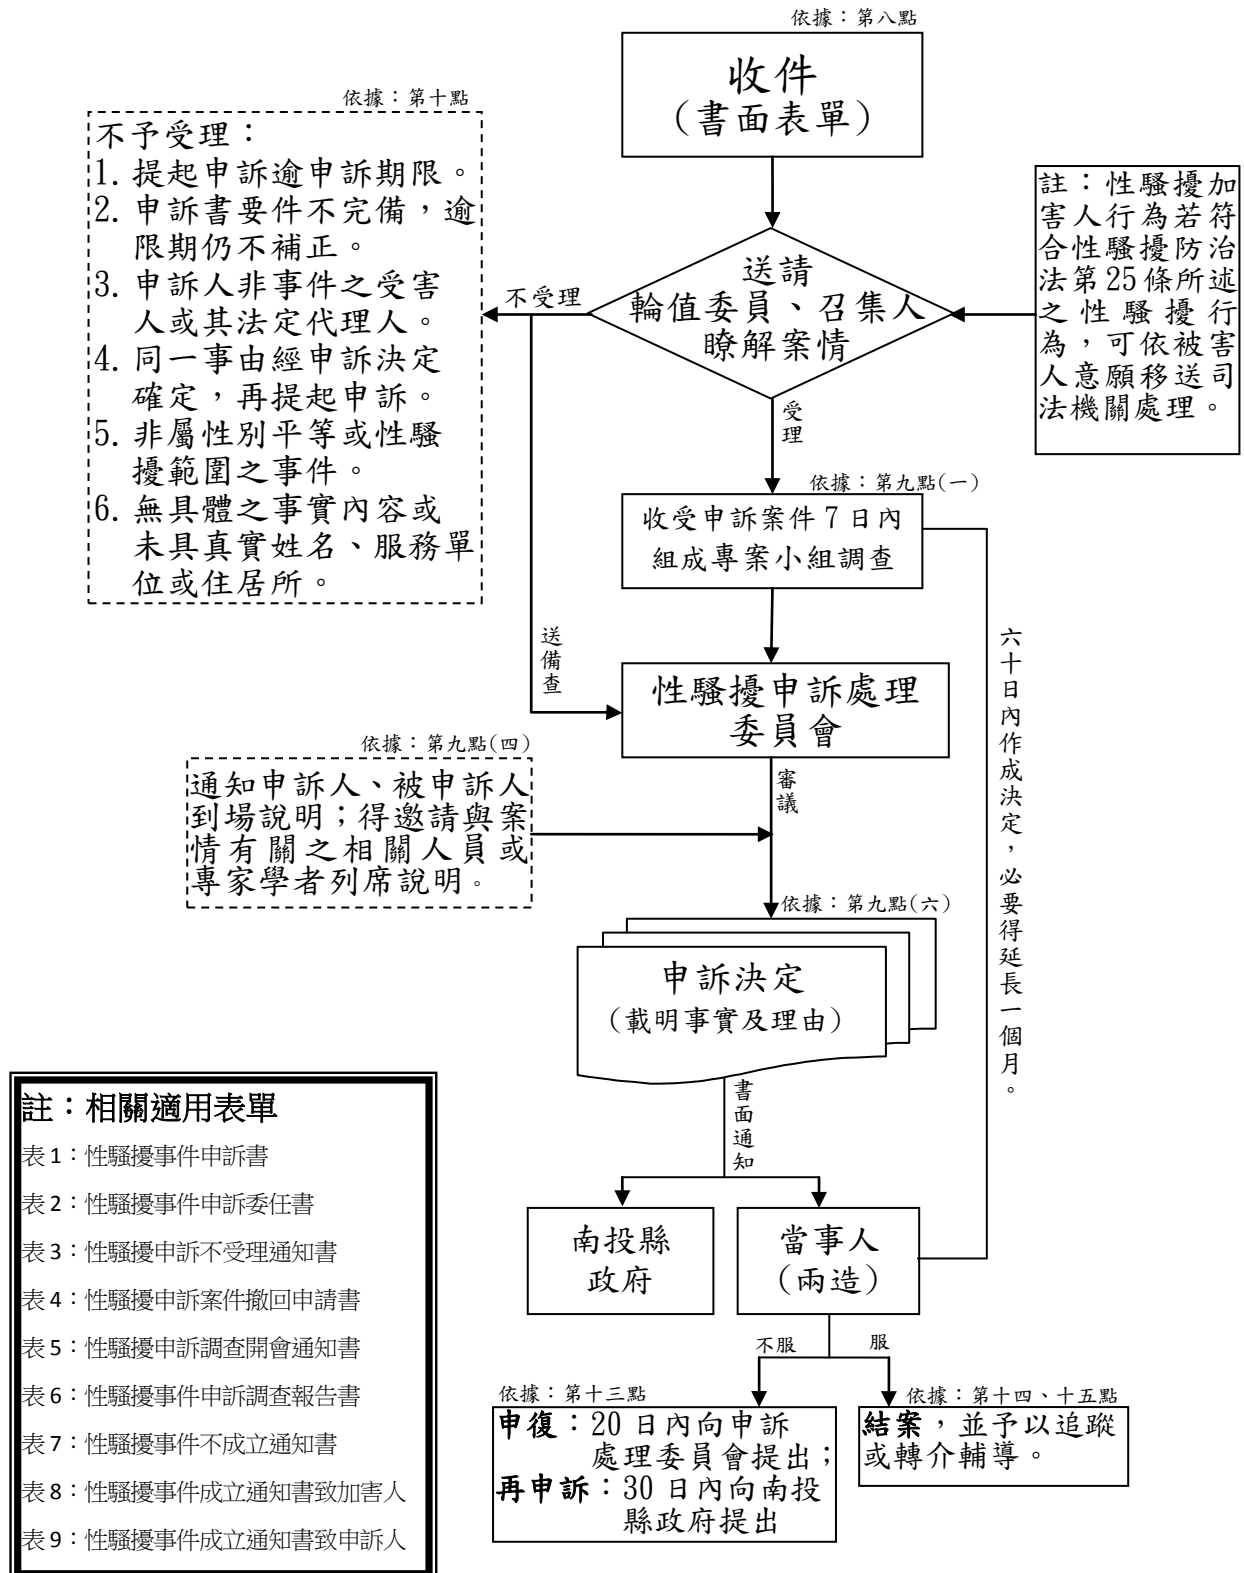 依據：第八點
收件
（書面表單）
依據：第十點
不予受理：
1. 提起申訴逾申訴期限。
2. 申訴書要件不完備，逾
限期仍不補正。
3. 申訴人非事件之受害
人或其法定代理人。
4. 同一事由經申訴決定
確定，再提起申訴。
5. 非屬性別平等或性騷
擾範圍之事件。
6. 無具體之事實內容或
未具真實姓名、服務單
位或住居所。
不受理
送請
輪值委員、召集人
瞭解案情
註：性騷擾加
害人行為若符
合性騷擾防治
法第25條所述
之性騷擾行
為，可依被害
人意願移送司
法機關處理。
受理
依據：第九點(一)
收受申訴案件 7 日內
組成專案小組調查
送備查
性騷擾申訴處理
委員會
六十日內作成決定，必要得延長一個月。
依據：第九點(四)
通知申訴人、被申訴人
到場說明；得邀請與案
情有關之相關人員或
專家學者列席說明。
審議
依據：第九點(六)
申訴決定
（載明事實及理由）
書面通知
南投縣
政府
當事人
（兩造）
不服
服
依據：第十三點
申復：20 日內向申訴
處理委員會提出；
再申訴：30 日內向南投
縣政府提出
依據：第十四、十五點
結案，並予以追蹤
或轉介輔導。
註：相關適用表單
表 1：性騷擾事件申訴書
表 2：性騷擾事件申訴委任書
表 3：性騷擾申訴不受理通知書
表 4：性騷擾申訴案件撤回申請書
表 5：性騷擾申訴調查開會通知書
表 6：性騷擾事件申訴調查報告書
表 7：性騷擾事件不成立通知書
表 8：性騷擾事件成立通知書致加害人
表 9：性騷擾事件成立通知書致申訴人